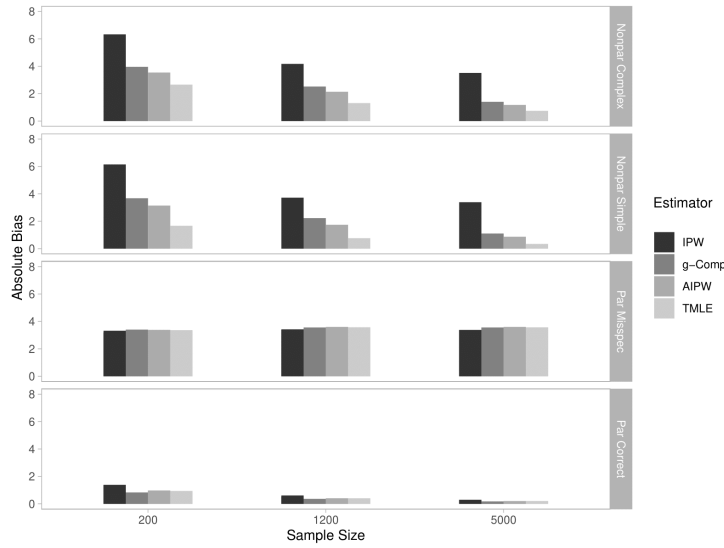 Absolute Bias
8
6
4
2
0
Nonpar Complex
8
6
4
2
0
Nonpar Simple
8
6
4
2
0
Par Misspec
8
6
4
2
0
Par Correct
200
1200
5000
Sample Size
Estimator
IPW
g−Comp
AIPW
TMLE